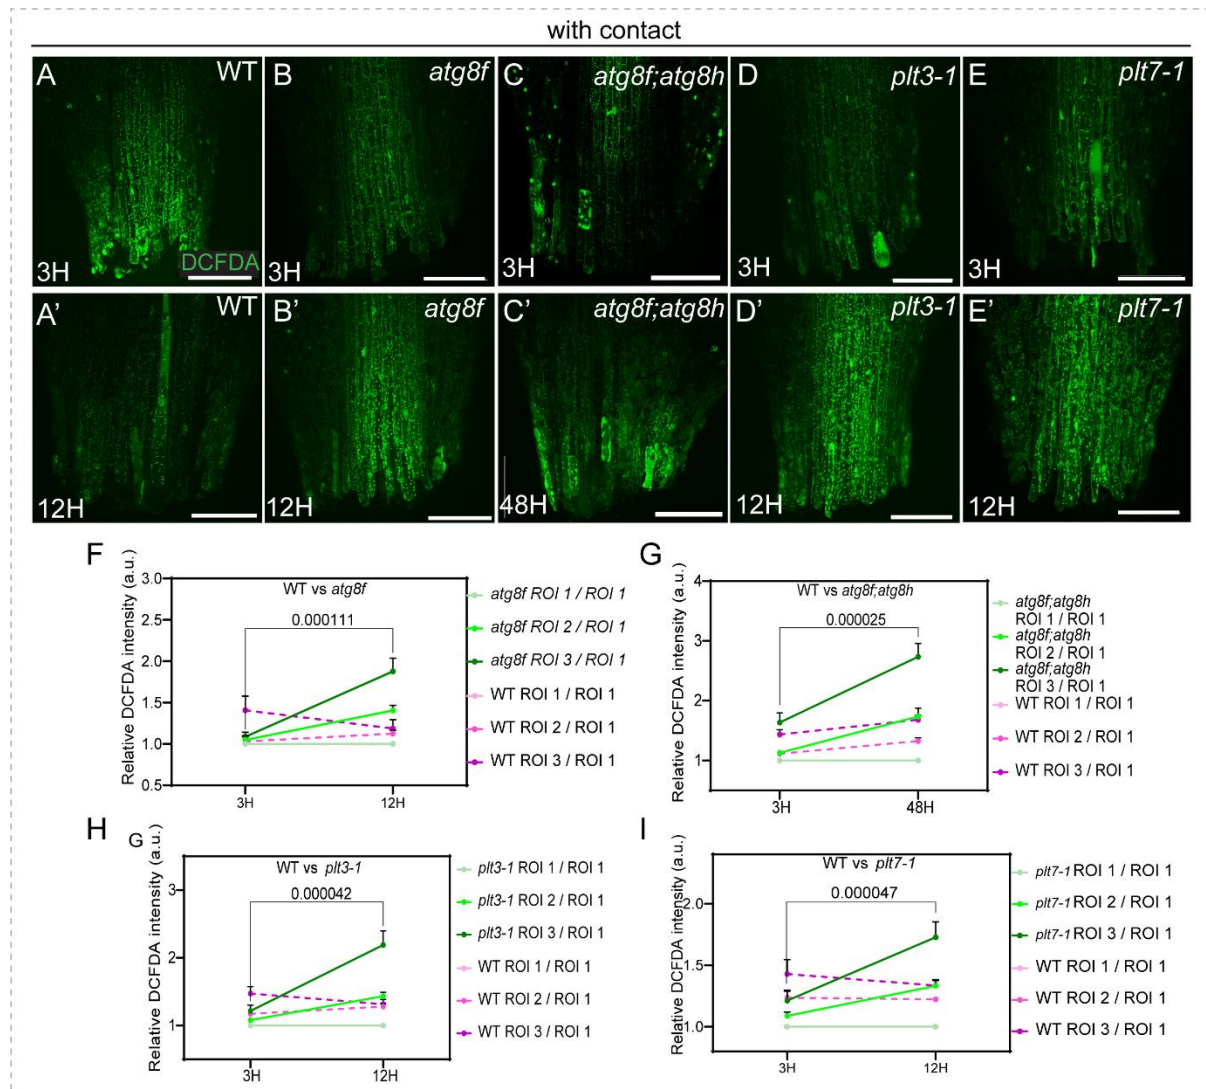 with contact
A WT
B atg8f
C atg8f;atg8h
D plt3-1
E plt7-1
3H DCFDA
3H
3H
3H
3H
A' WT
B' atg8f
C' atg8f;atg8h
D' plt3-1
E' plt7-1
12H
12H
48H
12H
12H
F
Relative DCFDA intensity (a.u.)
3.0
2.5
2.0
1.5
1.0
0.5
WT vs atg8f
0.000111
3H 12H
atg8f ROI 1 / ROI 1
atg8f ROI 2 / ROI 1
atg8f ROI 3 / ROI 1
WT ROI 1 / ROI 1
WT ROI 2 / ROI 1
WT ROI 3 / ROI 1
G
Relative DCFDA intensity (a.u.)
4
3
2
1
WT vs atg8f;atg8h
0.000025
3H 48H
atg8f;atg8h
ROI 1 / ROI 1
atg8f;atg8h
ROI 2 / ROI 1
atg8f;atg8h
ROI 3 / ROI 1
WT ROI 1 / ROI 1
WT ROI 2 / ROI 1
WT ROI 3 / ROI 1
H
G
Relative DCFDA intensity (a.u.)
3
2
1
WT vs plt3-1
0.000042
3H 12H
plt3-1 ROI 1 / ROI 1
plt3-1 ROI 2 / ROI 1
plt3-1 ROI 3 / ROI 1
WT ROI 1 / ROI 1
WT ROI 2 / ROI 1
WT ROI 3 / ROI 1
I
Relative DCFDA intensity (a.u.)
2.0
1.5
1.0
WT vs plt7-1
0.000047
3H 12H
plt7-1 ROI 1 / ROI 1
plt7-1 ROI 2 / ROI 1
plt7-1 ROI 3 / ROI 1
WT ROI 1 / ROI 1
WT ROI 2 / ROI 1
WT ROI 3 / ROI 1